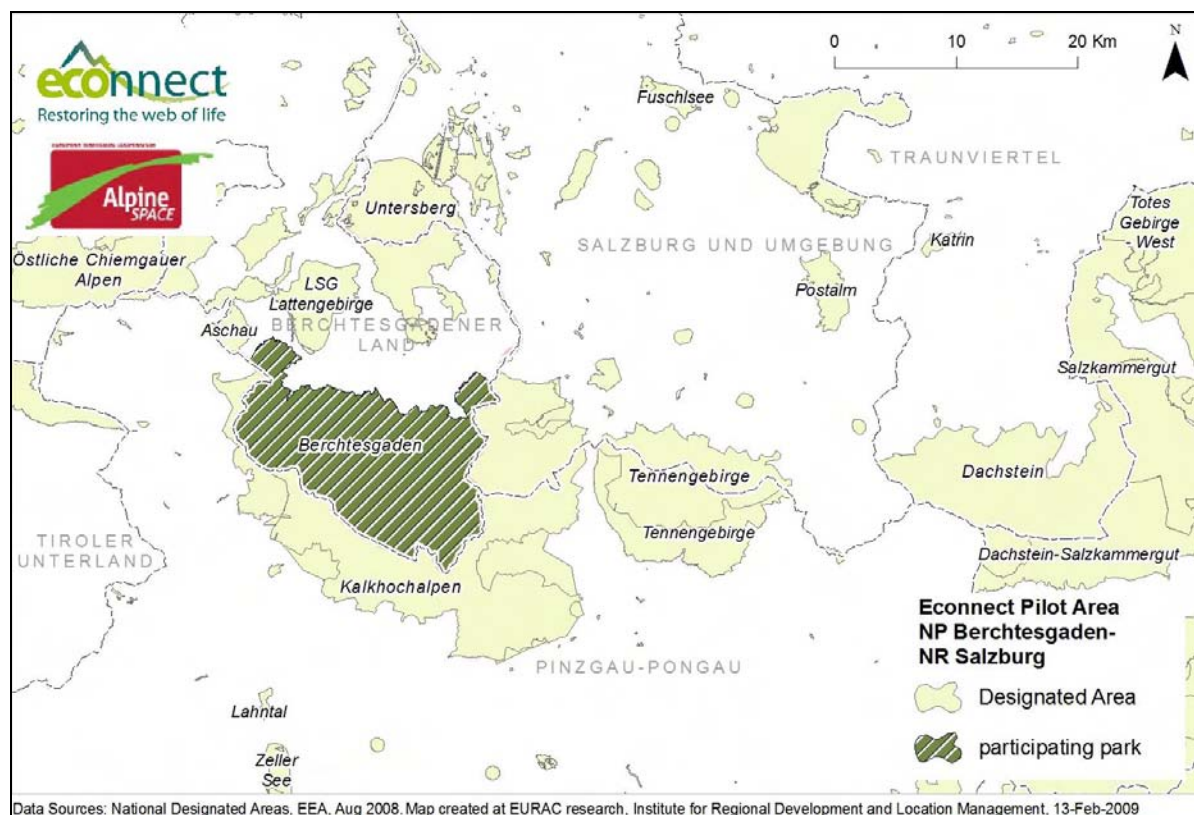 econnect
Restoring the web of life
Alpine
SPACE
0 10 20 Km
N
Fuschlsee
TRAUNVIERTEL
Untersberg
SALZBURG UND UMGEBUNG
Katrin
Totes
Gebirge
- West
Östliche Chiemgauer
Alpen
LSG
Lattengebirge
Postalm
Aschau
BERCHTESGADENER
LAND
Salzkammergut
Berchtesgaden
Tennengebirge
Dachstein
Tennengebirge
TIROLER
UNTERLAND
Dachstein-Salzkammergut
Kalkhochalpen
PINZGAU-PONGAU
Lahntal
Zeller
See
Econnect Pilot Area
NP Berchtesgaden-
NR Salzburg
Designated Area
participating park
Data Sources: National Designated Areas, EEA, Aug 2008. Map created at EURAC research, Institute for Regional Development and Location Management, 13-Feb-2009